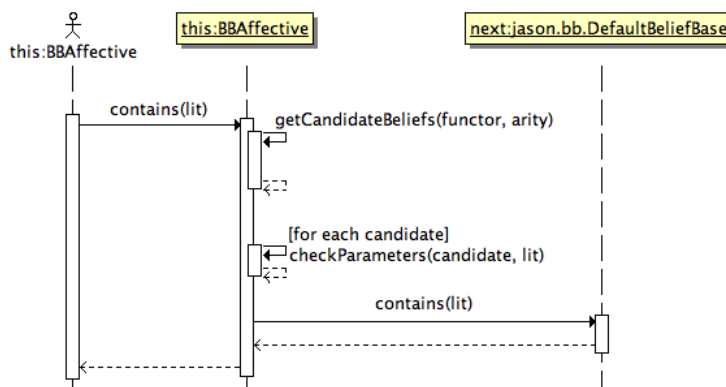 this:BBAffective
this:BBAffective
next:jason.bb.DefaultBeliefBase
contains(lit)
getCandidateBeliefs(functor, arity)
[for each candidate]
checkParameters(candidate, lit)
contains(lit)